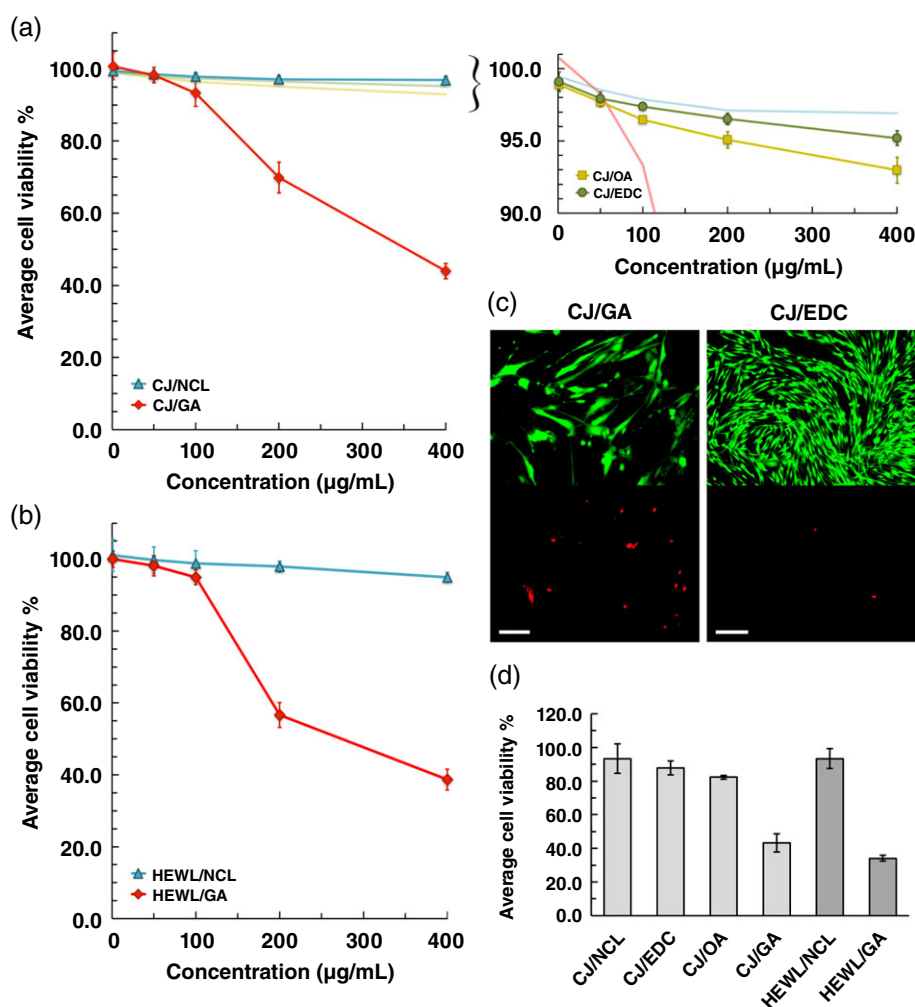 (a)
Average cell viability %
100.0
80.0
60.0
40.0
20.0
0.0
CJ/NCL
CJ/GA
0 100 200 300 400
Concentration (µg/mL)
}
100.0
95.0
90.0
CJ/OA
CJ/EDC
0 100 200 300 400
Concentration (µg/mL)
(b)
Average cell viability %
100.0
80.0
60.0
40.0
20.0
0.0
HEWL/NCL
HEWL/GA
0 100 200 300 400
Concentration (µg/mL)
(c)
CJ/GA CJ/EDC
(d)
Average cell viability %
120.0
100.0
80.0
60.0
40.0
20.0
0.0
CJ/NCL CJ/EDC CJ/OA CJ/GA HEWL/NCL HEWL/GA